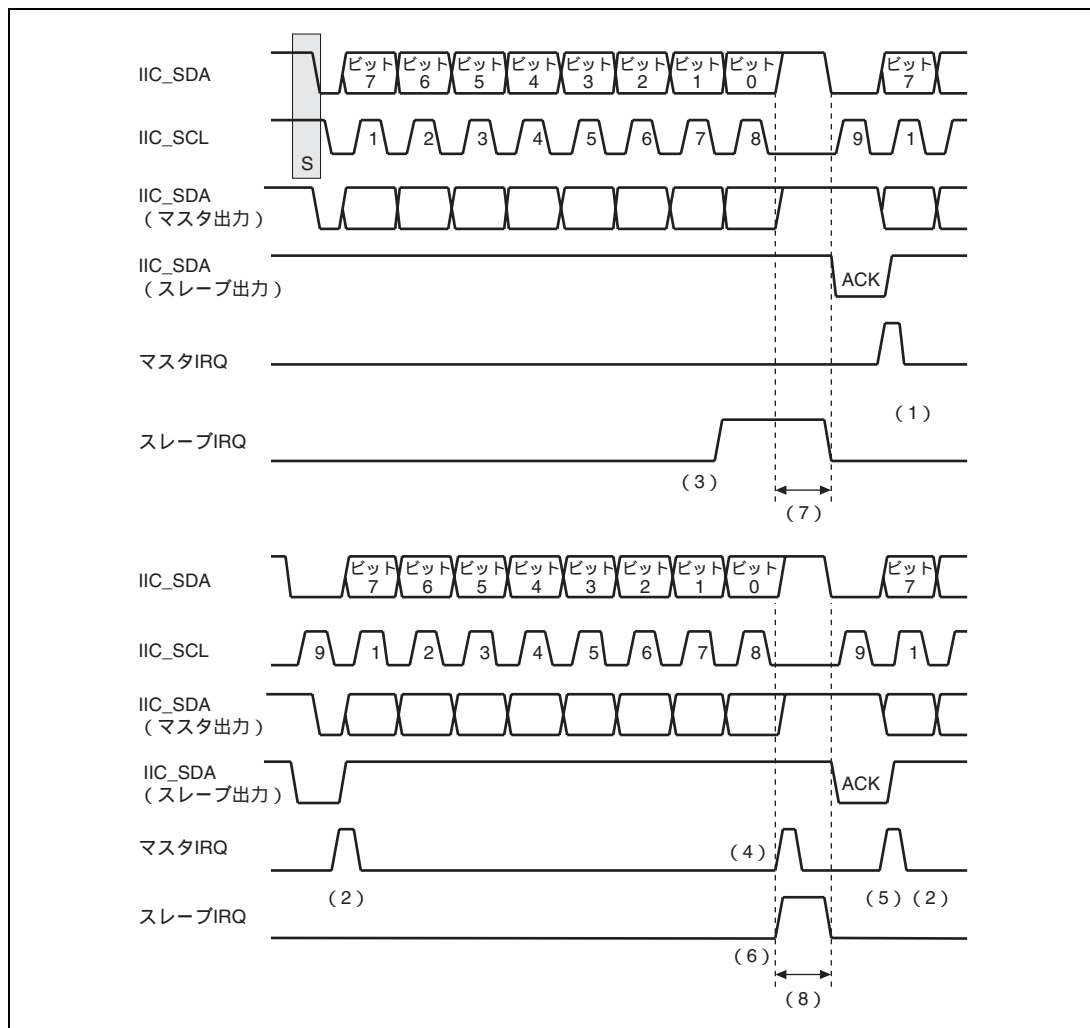 IIC_SDA
ビット7 ビット6 ビット5 ビット4 ビット3 ビット2 ビット1 ビット0 ビット7
IIC_SCL
S
1 2 3 4 5 6 7 8 9 1
IIC_SDA
（マスタ出力）
IIC_SDA
（スレーブ出力）
ACK
マスタIRQ
（1）
スレーブIRQ
（3）
（7）
IIC_SDA
ビット7 ビット6 ビット5 ビット4 ビット3 ビット2 ビット1 ビット0 ビット7
IIC_SCL
9 1 2 3 4 5 6 7 8 9 1
IIC_SDA
（マスタ出力）
IIC_SDA
（スレーブ出力）
ACK
マスタIRQ
（4）
（2）
（5）（2）
スレーブIRQ
（6）
（8）